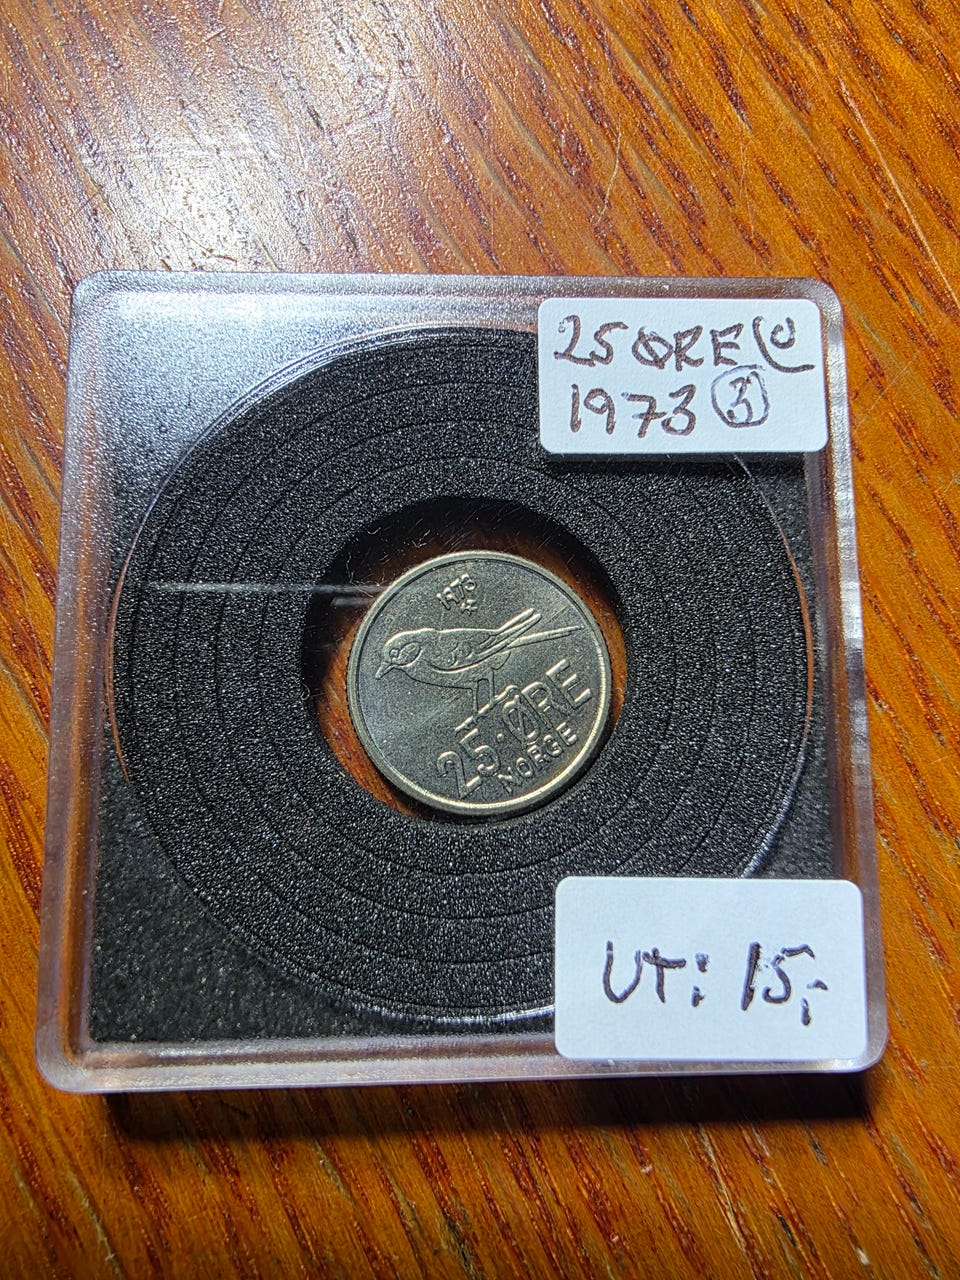 25 ØRE
1973 3
1973
25·ØRE
NORGE
UT: 15,-